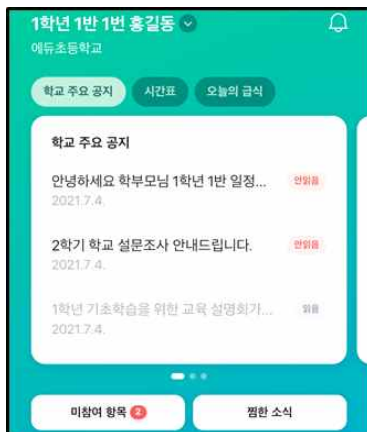 1학년 1반 1번 홍길동
에듀초등학교
학교 주요 공지 시간표 오늘의 급식
학교 주요 공지
안녕하세요 학부모님 1학년 1반 일정... 안읽음
2021.7.4.
2학기 학교 설문조사 안내드립니다. 안읽음
2021.7.4.
1학년 기초학습을 위한 교육 설명회가... 읽음
2021.7.4.
미참여 항목 2 찜한 소식